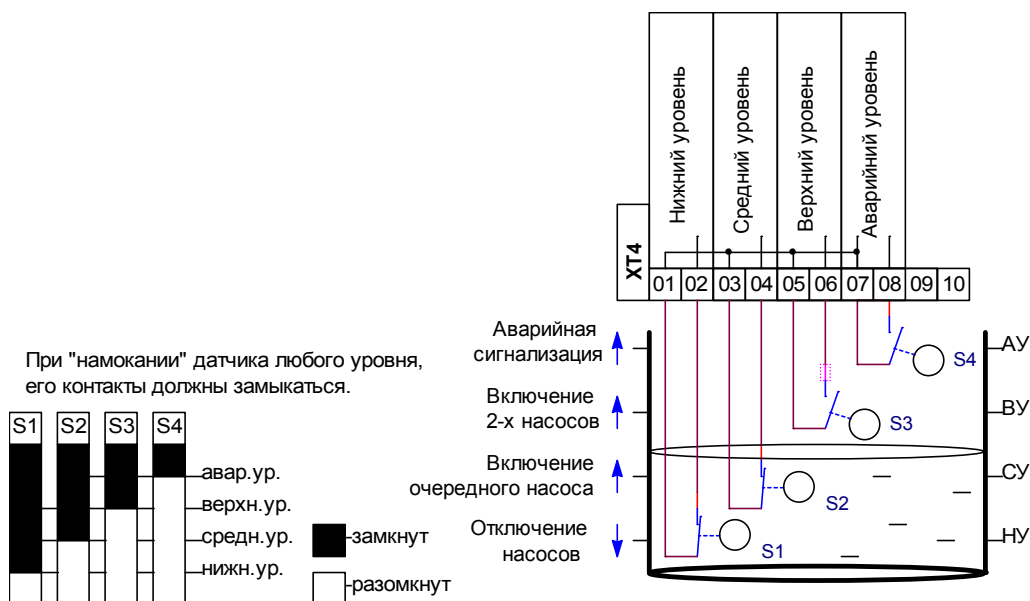 Нижний уровень
Средний уровень
Верхний уровень
Аварийний уровень
XT4
01 02 03 04 05 06 07 08 09 10
Аварийная
сигнализация
S4
АУ
Включение
2-х насосов
S3
ВУ
Включение
очередного насоса
S2
СУ
Отключение
насосов
S1
НУ
При "намокании" датчика любого уровня,
его контакты должны замыкаться.
S1 S2 S3 S4
авар.ур.
верхн.ур.
средн.ур.
нижн.ур.
-замкнут
-разомкнут